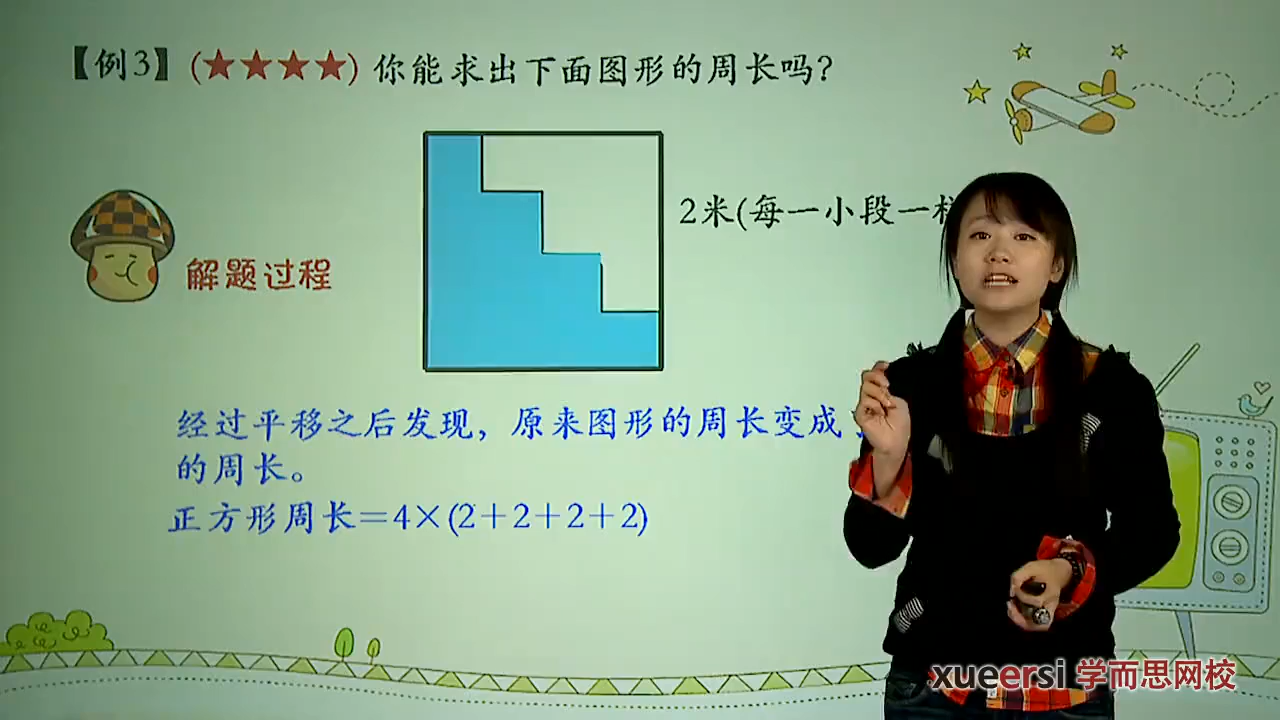 【例3】(★★★★) 你能求出下面图形的周长吗?
2米(每一小段一样
解题过程
经过平移之后发现，原来图形的周长变成
的周长。
正方形周长=4×(2+2+2+2)
xueersi 学而思网校